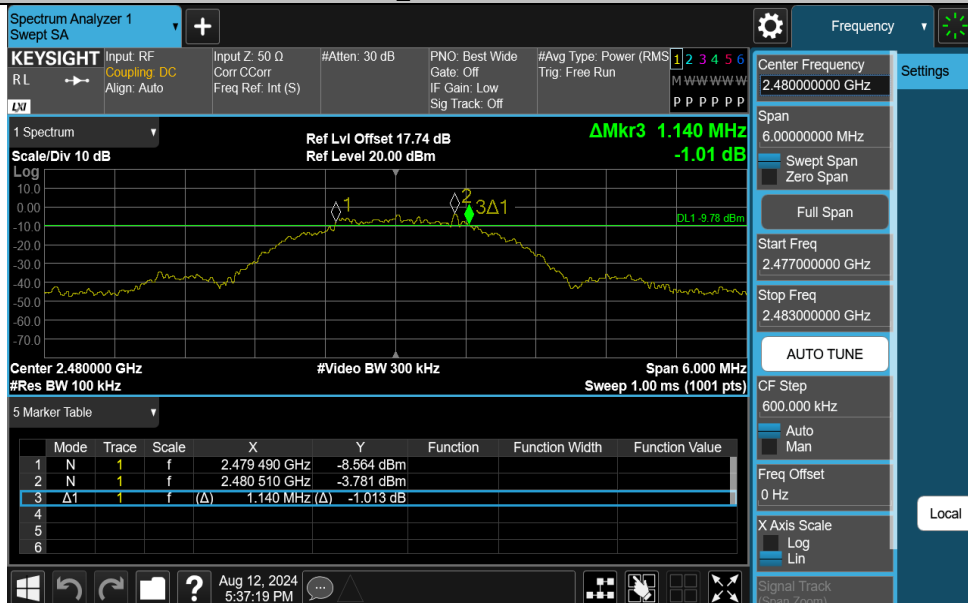 Spectrum Analyzer 1
Swept SA
+
Frequency
KEYSIGHT
RL
LXI
Input: RF
Coupling: DC
Align: Auto
Input Z: 50 Ω
Corr CCorr
Freq Ref: Int (S)
#Atten: 30 dB
PNO: Best Wide
Gate: Off
IF Gain: Low
Sig Track: Off
#Avg Type: Power (RMS
Trig: Free Run
1 2 3 4 5 6
M W W W W W
P P P P P P
Settings
1 Spectrum
Scale/Div 10 dB
Log
Ref Lvl Offset 17.74 dB
Ref Level 20.00 dBm
ΔMkr3 1.140 MHz
-1.01 dB
10.0
0.00
-10.0
-20.0
-30.0
-40.0
-50.0
-60.0
-70.0
1
2
3Δ1
DL1 -9.78 dBm
Center 2.480000 GHz
#Res BW 100 kHz
#Video BW 300 kHz
Span 6.000 MHz
Sweep 1.00 ms (1001 pts)
5 Marker Table
Mode Trace Scale X Y Function Function Width Function Value
1 N 1 f 2.479 490 GHz -8.564 dBm
2 N 1 f 2.480 510 GHz -3.781 dBm
3 Δ1 1 f (Δ) 1.140 MHz (Δ) -1.013 dB
4
5
6
?
Aug 12, 2024
5:37:19 PM
Center Frequency
2.480000000 GHz
Span
6.00000000 MHz
Swept Span
Zero Span
Full Span
Start Freq
2.477000000 GHz
Stop Freq
2.483000000 GHz
AUTO TUNE
CF Step
600.000 kHz
Auto
Man
Freq Offset
0 Hz
X Axis Scale
Log
Lin
Signal Track
(Span Zoom)
Local